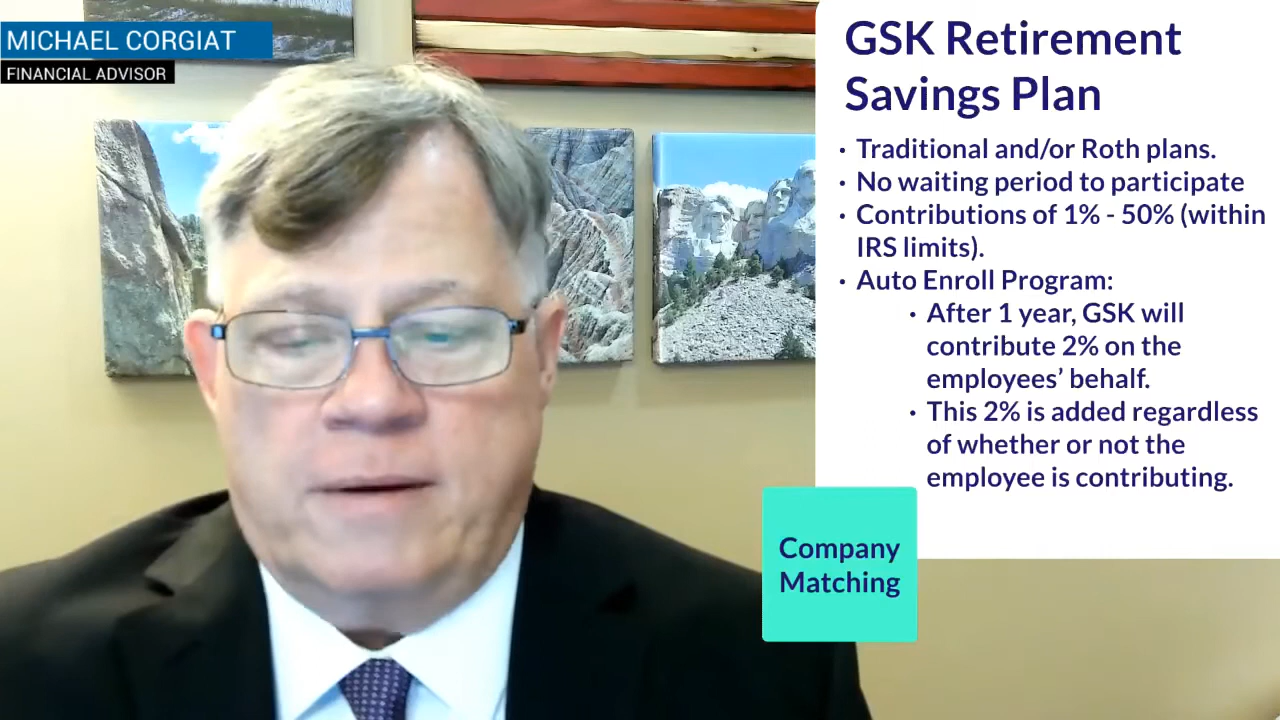 MICHAEL CORGIAT
FINANCIAL ADVISOR
GSK Retirement
Savings Plan
• Traditional and/or Roth plans.
• No waiting period to participate
• Contributions of 1% - 50% (within
IRS limits).
• Auto Enroll Program:
• After 1 year, GSK will
contribute 2% on the
employees' behalf.
• This 2% is added regardless
of whether or not the
employee is contributing.
Company
Matching